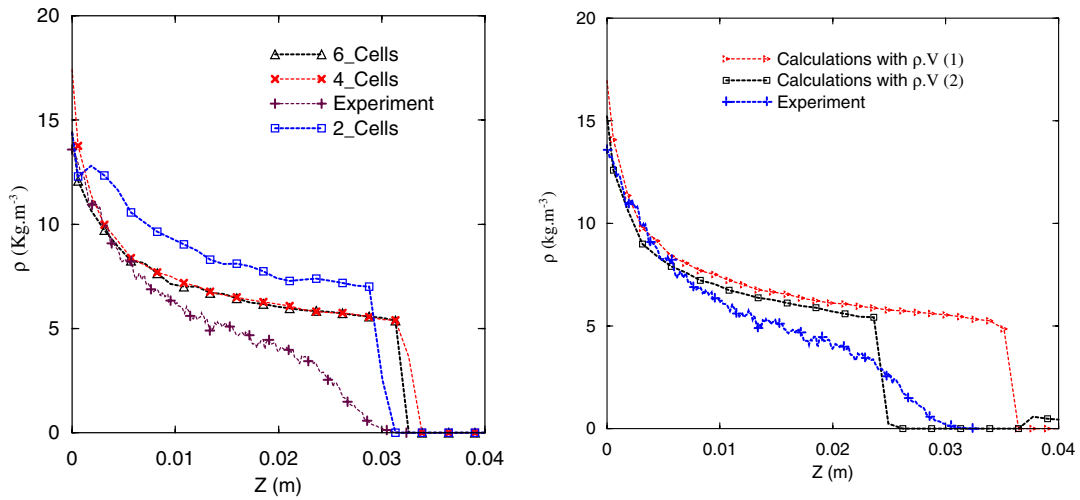 20
15
10
5
0
ρ (Kg.m⁻³)
6_Cells
4_Cells
Experiment
2_Cells
0
0.01
0.02
0.03
0.04
Z (m)
20
15
10
5
0
ρ (kg.m⁻³)
Calculations with ρ.V (1)
Calculations with ρ.V (2)
Experiment
0
0.01
0.02
0.03
0.04
Z (m)